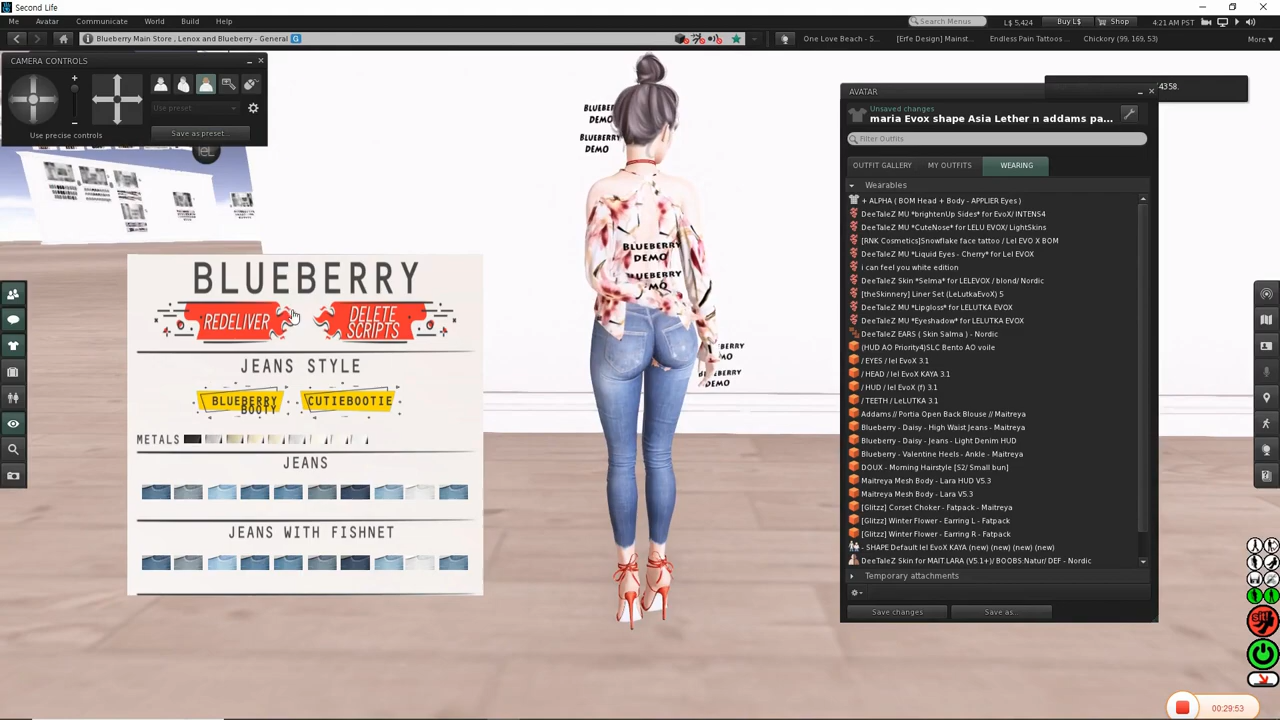 Second Life
Me Avatar Communicate World Build Help
Search Menus
L$ 5,424
Buy L$
Shop
4:21 AM PST
Blueberry Main Store , Lenox and Blueberry - General G
One Love Beach - S...
[Erfe Design] Mainst...
Endless Pain Tattoos ...
Chickory (99, 169, 53)
More ▼
CAMERA CONTROLS
Use preset...
Use precise controls
Save as preset...
lel
BLUEBERRY
REDELIVER
DELETE
SCRIPTS
JEANS STYLE
BLUEBERRY
BOOTY
CUTIEBOOTIE
METALS
JEANS
JEANS WITH FISHNET
BLUEBERRY
DEMO
BLUEBERRY
DEMO
BLUEBERRY
DEMO
DEMO
DEMO
4358.
AVATAR
Unsaved changes
maria Evox shape Asia Lether n addams pa...
Filter Outfits
OUTFIT GALLERY
MY OUTFITS
WEARING
Wearables
+ ALPHA ( BOM Head + Body - APPLIER Eyes )
DeeTaleZ MU *brightenUp Sides* for EvoX/ INTENS4
DeeTaleZ MU *CuteNose* for LELU EVOX/ LightSkins
[RNK Cosmetics]Snowflake face tattoo / Lel EVO X BOM
DeeTaleZ MU *Liquid Eyes - Cherry* for Lel EVOX
i can feel you white edition
DeeTaleZ Skin *Selma* for LELEVOX / blond/ Nordic
[theSkinnery] Liner Set (LeLutkaEvoX) 5
DeeTaleZ MU *Lipgloss* for LELUTKA EVOX
DeeTaleZ MU *Eyeshadow* for LELUTKA EVOX
DeeTaleZ EARS ( Skin Salma ) - Nordic
(HUD AO Priority4)SLC Bento AO voile
/ EYES / lel EvoX 3.1
/ HEAD / lel EvoX KAYA 3.1
/ HUD / lel EvoX (f) 3.1
/ TEETH / LeLUTKA 3.1
Addams // Portia Open Back Blouse // Maitreya
Blueberry - Daisy - High Waist Jeans - Maitreya
Blueberry - Daisy - Jeans - Light Denim HUD
Blueberry - Valentine Heels - Ankle - Maitreya
DOUX - Morning Hairstyle [S2/ Small bun]
Maitreya Mesh Body - Lara HUD V5.3
Maitreya Mesh Body - Lara V5.3
[Glitzz] Corset Choker - Fatpack - Maitreya
[Glitzz] Winter Flower - Earring L - Fatpack
[Glitzz] Winter Flower - Earring R - Fatpack
- SHAPE Default lel EvoX KAYA (new) (new) (new) (new)
DeeTaleZ Skin for MAIT.LARA (V5.1+)/ BOOBS:Natur/ DEF - Nordic
Temporary attachments
Save changes
Save as...
sit!
00:29:53